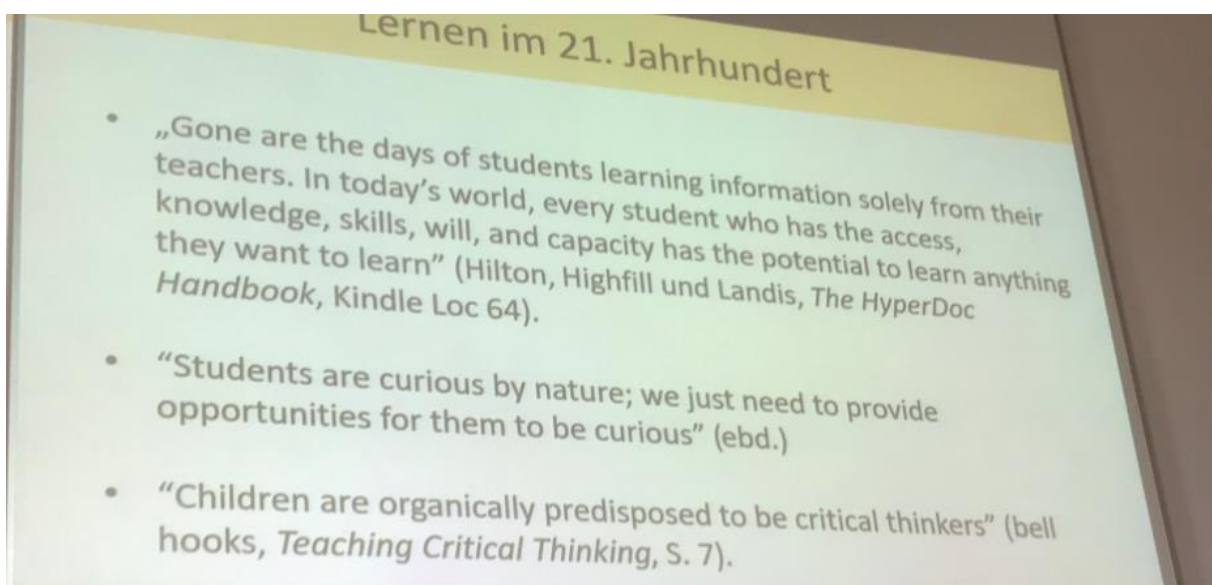 Lernen im 21. Jahrhundert
• „Gone are the days of students learning information solely from their
teachers. In today’s world, every student who has the access,
knowledge, skills, will, and capacity has the potential to learn anything
they want to learn” (Hilton, Highfill und Landis, The HyperDoc
Handbook, Kindle Loc 64).
• “Students are curious by nature; we just need to provide
opportunities for them to be curious” (ebd.)
• “Children are organically predisposed to be critical thinkers” (bell
hooks, Teaching Critical Thinking, S. 7).